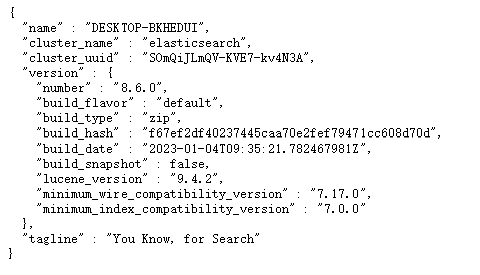 {
  "name" : "DESKTOP-BKHEDUI",
  "cluster_name" : "elasticsearch",
  "cluster_uuid" : "SOmQiJLmQV-KVE7-kv4N3A",
  "version" : {
    "number" : "8.6.0",
    "build_flavor" : "default",
    "build_type" : "zip",
    "build_hash" : "f67ef2df40237445caa70e2fef79471cc608d70d",
    "build_date" : "2023-01-04T09:35:21.782467981Z",
    "build_snapshot" : false,
    "lucene_version" : "9.4.2",
    "minimum_wire_compatibility_version" : "7.17.0",
    "minimum_index_compatibility_version" : "7.0.0"
  },
  "tagline" : "You Know, for Search"
}